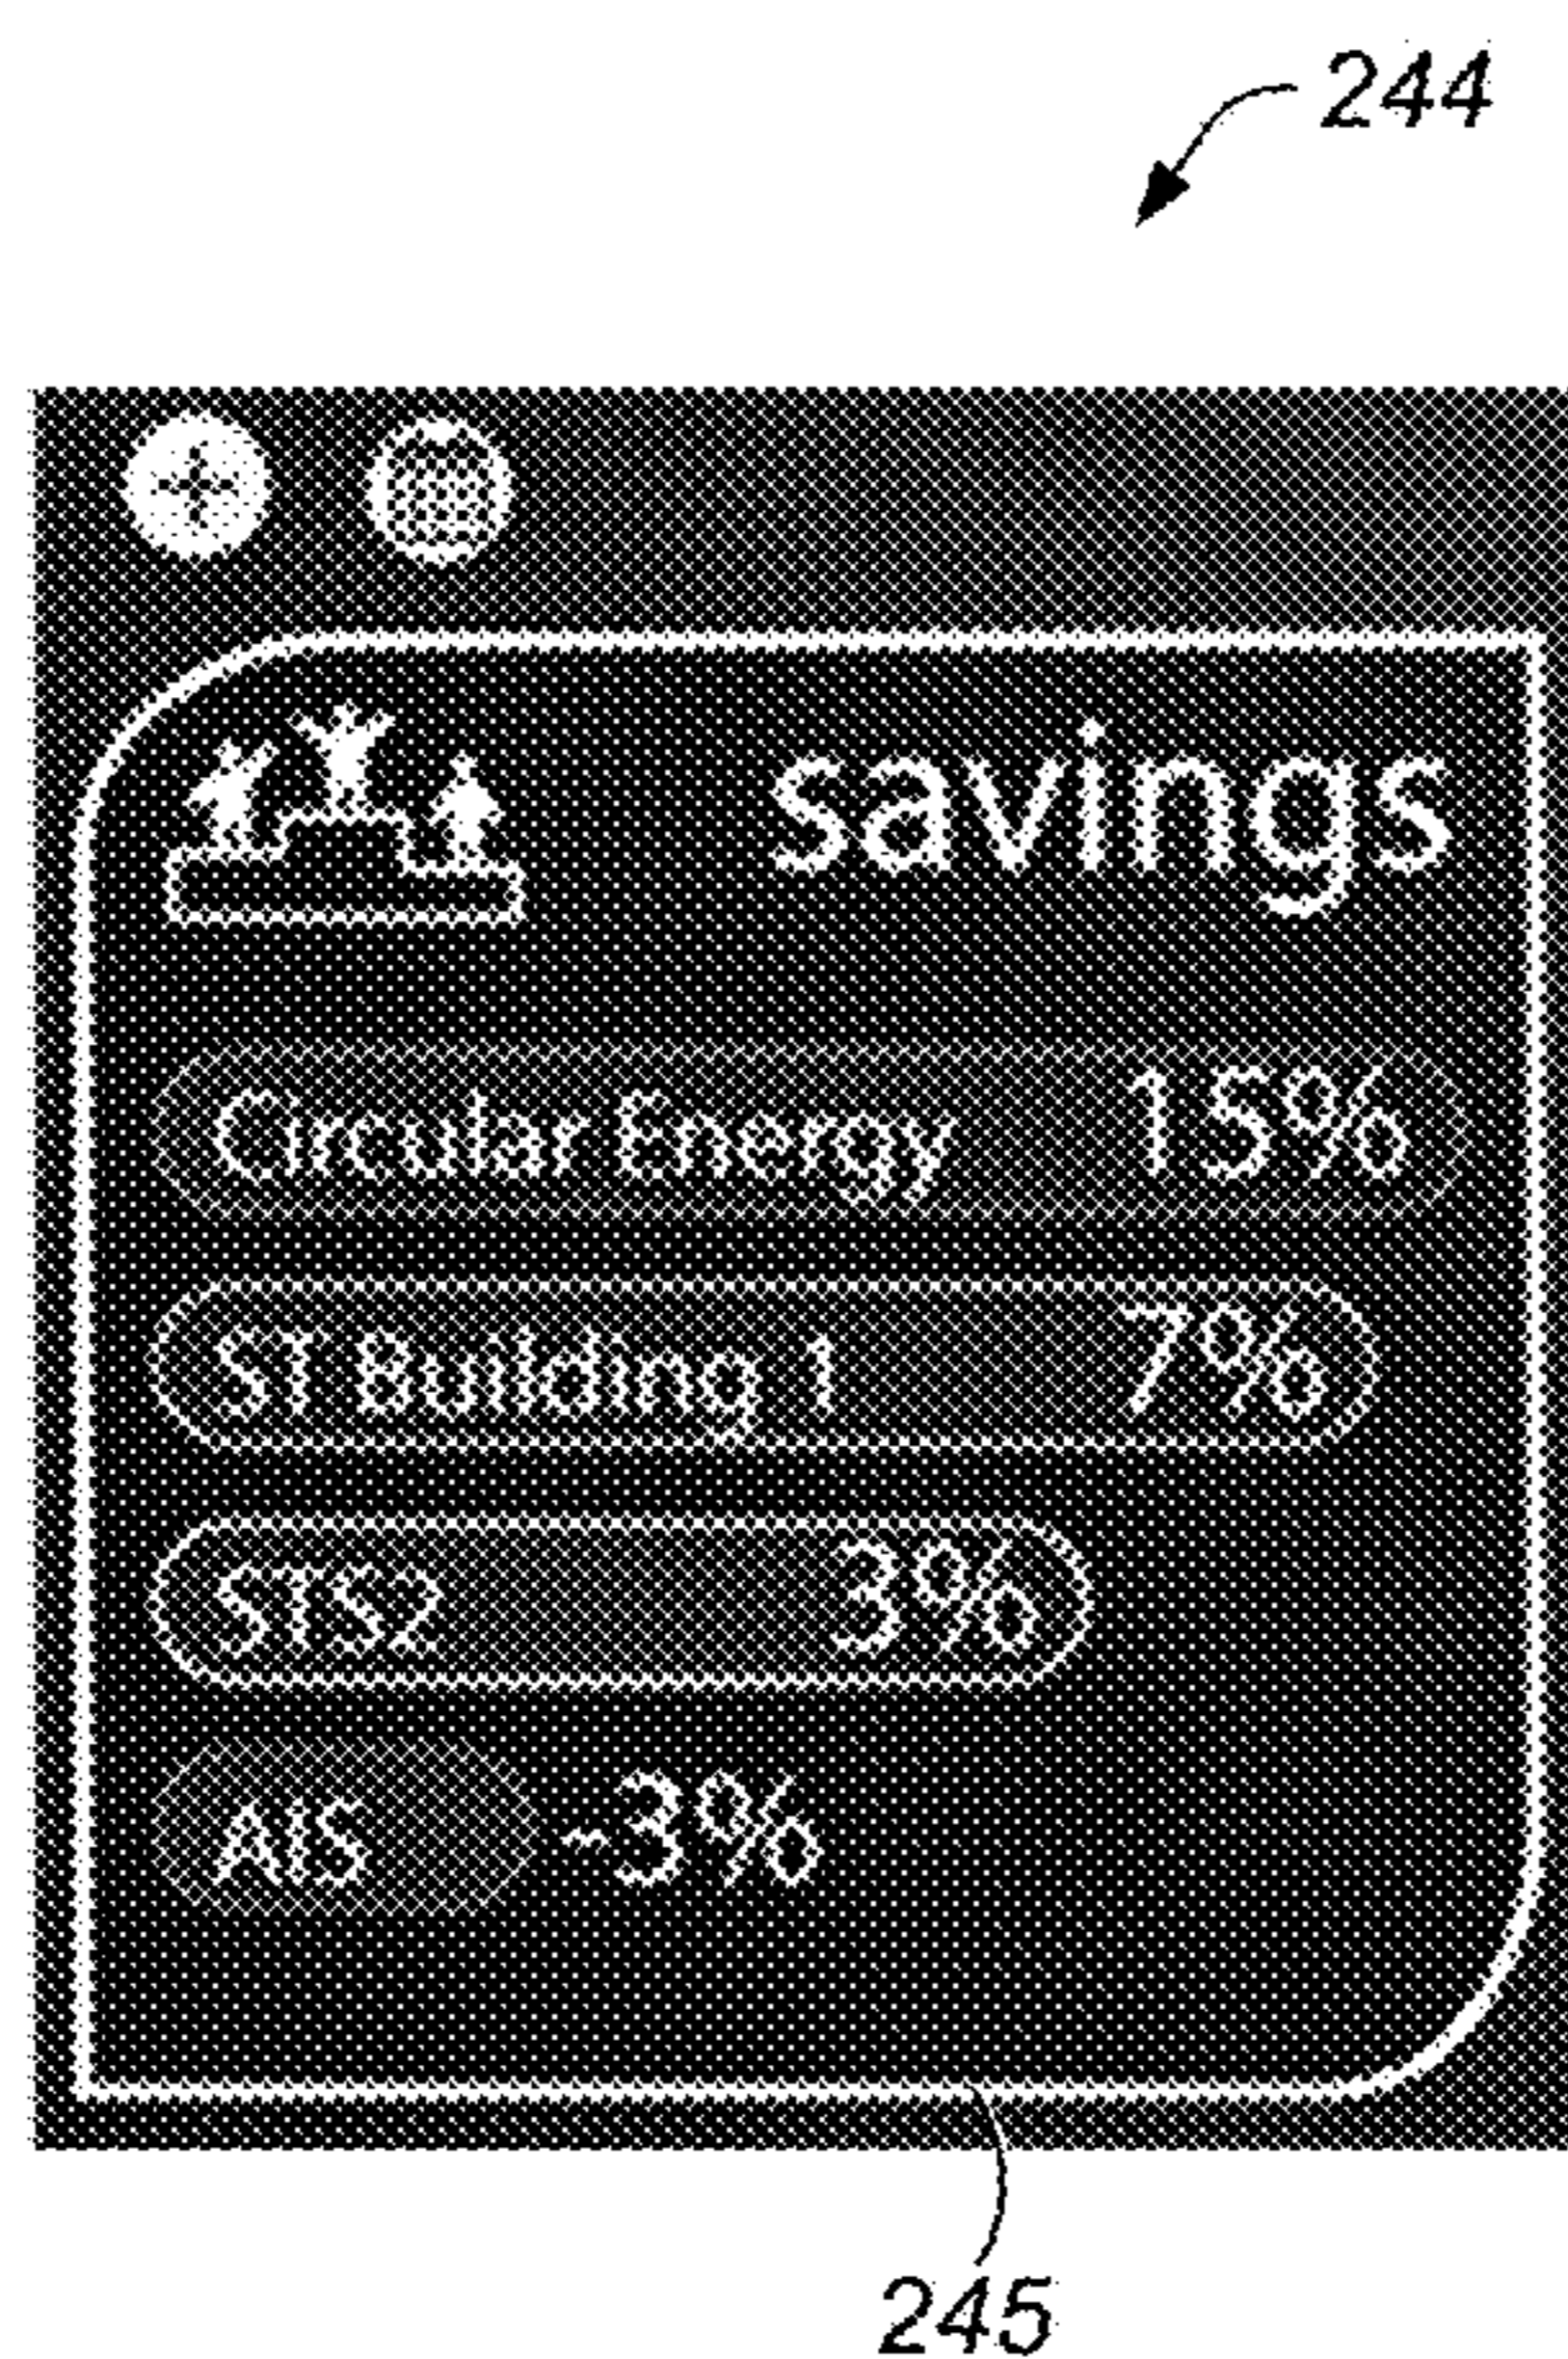 244
savings
Circular Energy 15%
ST Building 1 7%
STS2 3%
AIS -3%
245